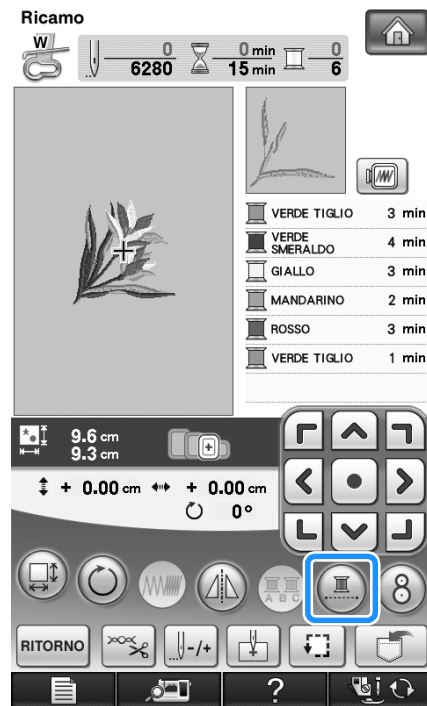 Ricamo
W
0 0 min 0
6280 15 min 6
VERDE TIGLIO 3 min
VERDE
SMERALDO 4 min
GIALLO 3 min
MANDARINO 2 min
ROSSO 3 min
VERDE TIGLIO 1 min
9.6 cm
9.3 cm
+ 0.00 cm + 0.00 cm
0°
A B C
8
RITORNO
-/+
?